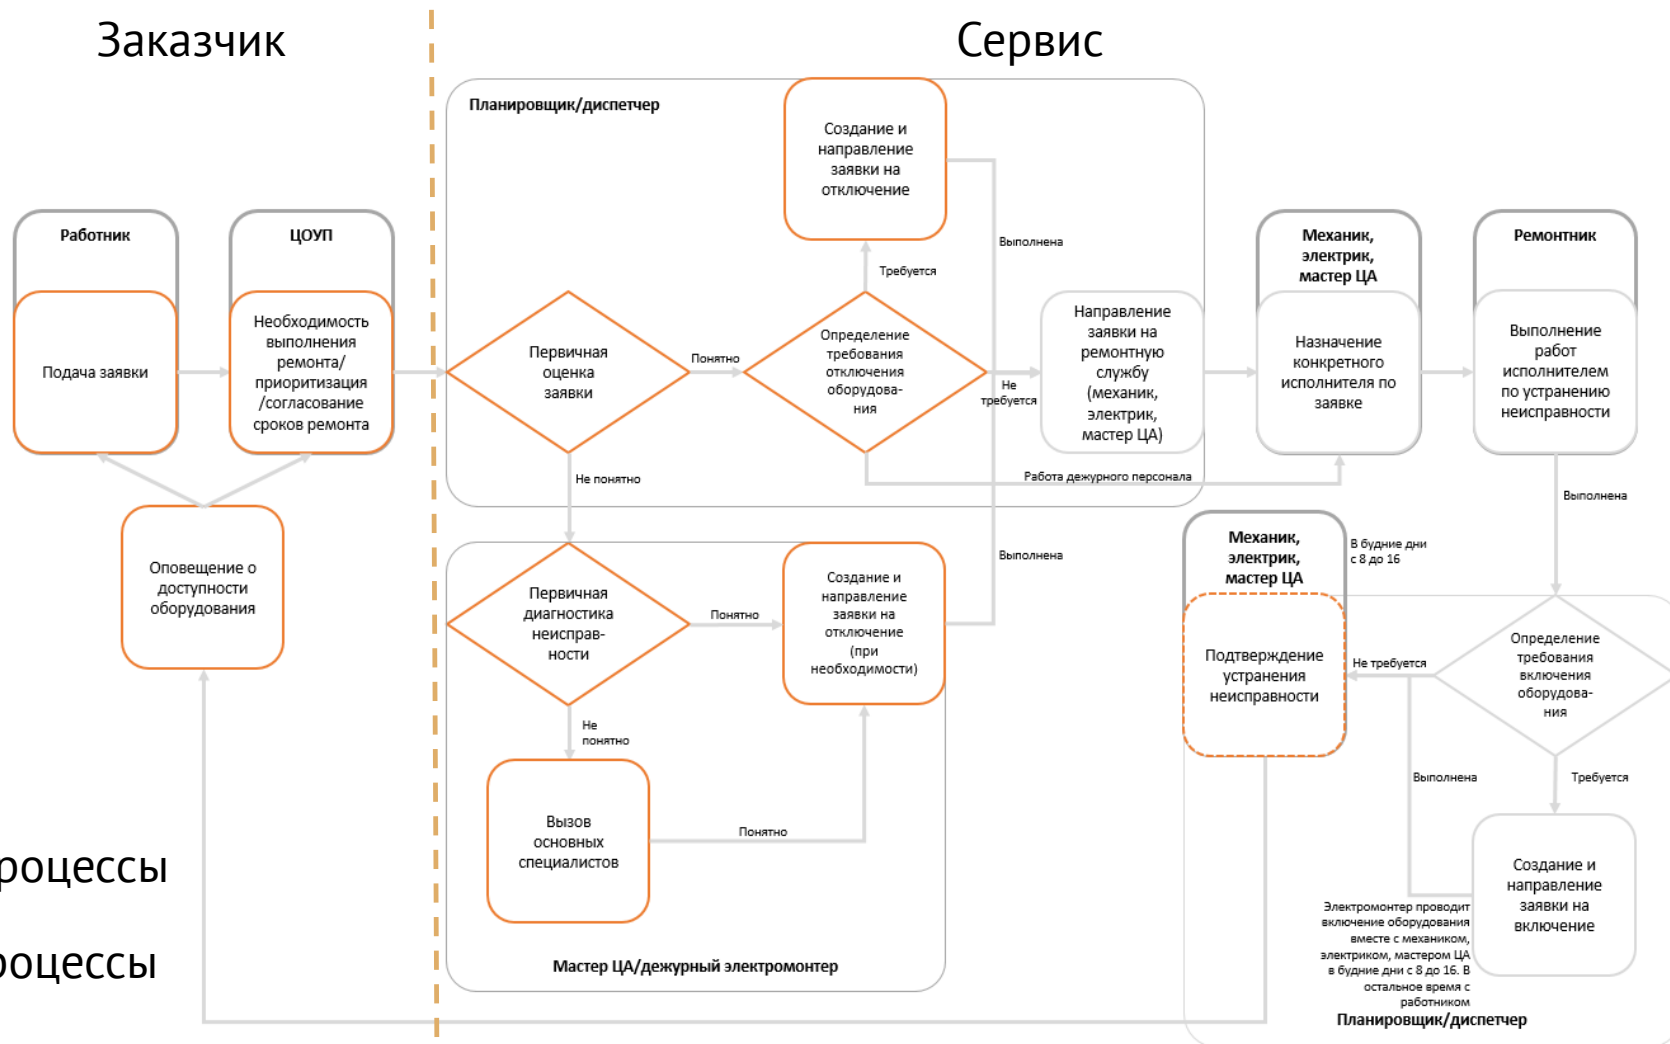 Заказчик
Сервис
Планировщик/диспетчер
Создание и
направление
заявки на
отключение
Выполнена
Требуется
Работник
Подача заявки
ЦОУП
Необходимость
выполнения
ремонта/
приоритизация
/согласование
сроков ремонта
Первичная
оценка
заявки
Понятно
Определение
требования
отключения
оборудова-
ния
Не
требуется
Направление
заявки на
ремонтную
службу
(механик,
электрик,
мастер ЦА)
Механик,
электрик,
мастер ЦА
Назначение
конкретного
исполнителя по
заявке
Ремонтник
Выполнение
работ
исполнителем
по устранению
неисправности
Не понятно
Работа дежурного персонала
Выполнена
Оповещение о
доступности
оборудования
Первичная
диагностика
неисправ-
ности
Понятно
Создание и
направление
заявки на
отключение
(при
необходимости)
Выполнена
Не
понятно
Вызов
основных
специалистов
Понятно
Мастер ЦА/дежурный электромонтер
Механик,
электрик,
мастер ЦА
В будние дни
с 8 до 16
Подтверждение
устранения
неисправности
Не требуется
Определение
требования
включения
оборудова-
ния
Выполнена
Требуется
Создание и
направление
заявки на
включение
Электромонтер проводит
включение оборудования
вместе с механиком,
электриком, мастером ЦА
в будние дни с 8 до 16. В
остальное время с
работником
Планировщик/диспетчер
роцессы
роцессы